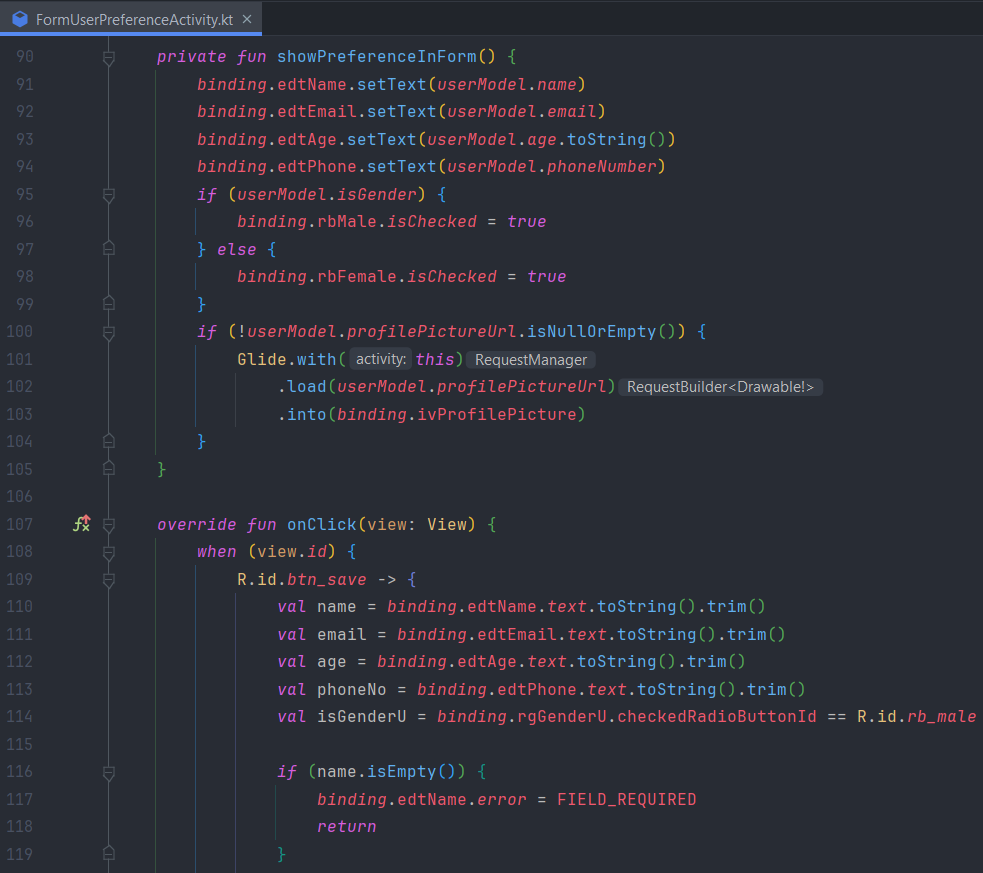 FormUserPreferenceActivity.kt ×
90 private fun showPreferenceInForm() {
91 binding.edtName.setText(userModel.name)
92 binding.edtEmail.setText(userModel.email)
93 binding.edtAge.setText(userModel.age.toString())
94 binding.edtPhone.setText(userModel.phoneNumber)
95 if (userModel.isGender) {
96 binding.rbMale.isChecked = true
97 } else {
98 binding.rbFemale.isChecked = true
99 }
100 if (!userModel.profilePictureUrl.isNullOrEmpty()) {
101 Glide.with( activity: this) RequestManager
102 .load(userModel.profilePictureUrl) RequestBuilder<Drawable!>
103 .into(binding.ivProfilePicture)
104 }
105 }
106
107 override fun onClick(view: View) {
108 when (view.id) {
109 R.id.btn_save -> {
110 val name = binding.edtName.text.toString().trim()
111 val email = binding.edtEmail.text.toString().trim()
112 val age = binding.edtAge.text.toString().trim()
113 val phoneNo = binding.edtPhone.text.toString().trim()
114 val isGenderU = binding.rgGenderU.checkedRadioButtonId == R.id.rb_male
115
116 if (name.isEmpty()) {
117 binding.edtName.error = FIELD_REQUIRED
118 return
119 }